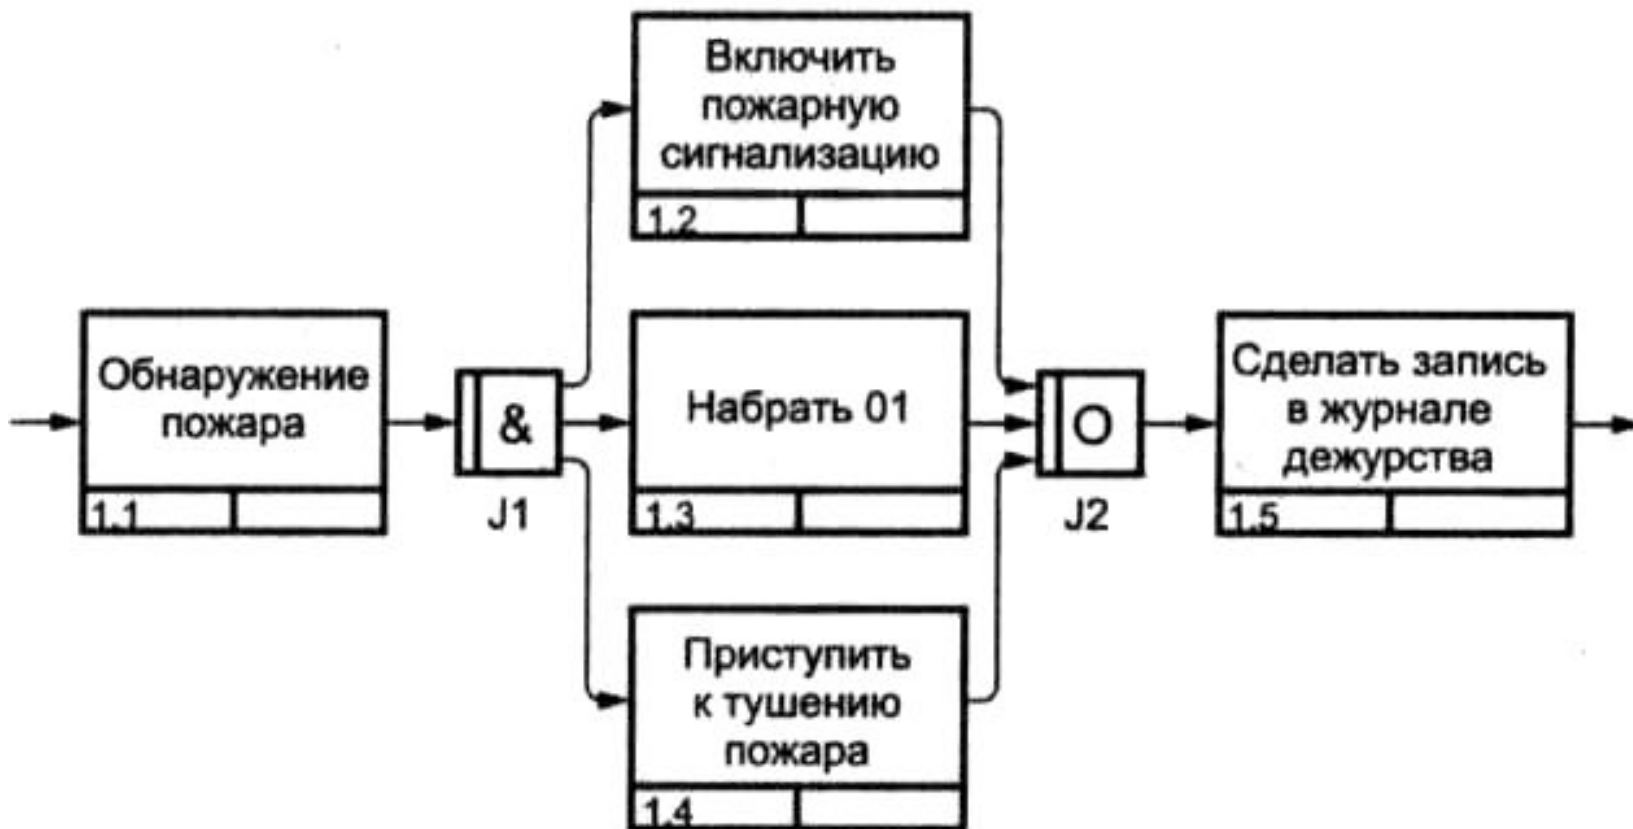 Включить
пожарную
сигнализацию
1.2
Обнаружение
пожара
1.1
&
J1
Набрать 01
1.3
O
J2
Сделать запись
в журнале
дежурства
1.5
Приступить
к тушению
пожара
1.4